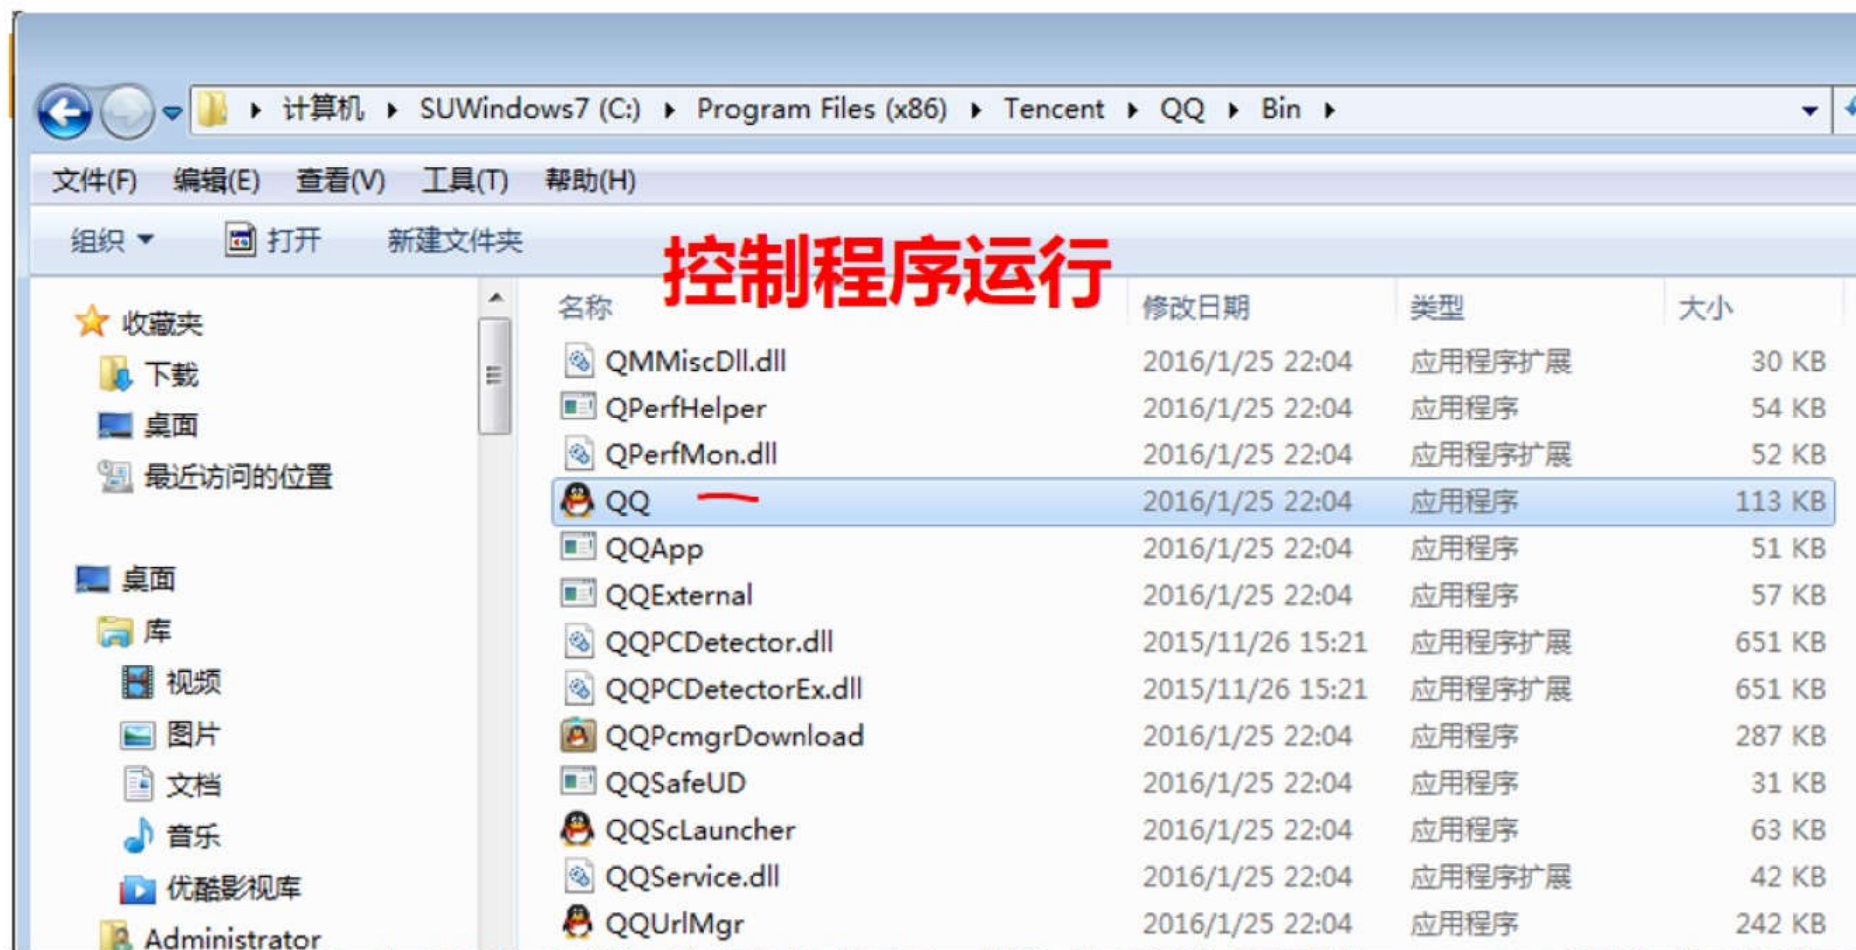 计算机 SUWindows7 (C:) Program Files (x86) Tencent QQ Bin
文件(F) 编辑(E) 查看(V) 工具(T) 帮助(H)
组织 打开 新建文件夹
控制程序运行
名称 修改日期 类型 大小
收藏夹
下载
桌面
最近访问的位置
桌面
库
视频
图片
文档
音乐
优酷影视库
Administrator
QMMiscDll.dll 2016/1/25 22:04 应用程序扩展 30 KB
QPerfHelper 2016/1/25 22:04 应用程序 54 KB
QPerfMon.dll 2016/1/25 22:04 应用程序扩展 52 KB
QQ 2016/1/25 22:04 应用程序 113 KB
QQApp 2016/1/25 22:04 应用程序 51 KB
QQExternal 2016/1/25 22:04 应用程序 57 KB
QQPCDetector.dll 2015/11/26 15:21 应用程序扩展 651 KB
QQPCDetectorEx.dll 2015/11/26 15:21 应用程序扩展 651 KB
QQPcmgrDownload 2016/1/25 22:04 应用程序 287 KB
QQSafeUD 2016/1/25 22:04 应用程序 31 KB
QQScLauncher 2016/1/25 22:04 应用程序 63 KB
QQService.dll 2016/1/25 22:04 应用程序扩展 42 KB
QQUrlMgr 2016/1/25 22:04 应用程序 242 KB